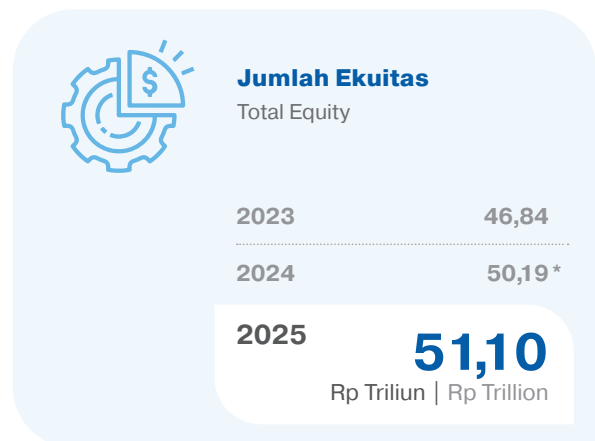 $
Jumlah Ekuitas
Total Equity
2023 46,84
2024 50,19*
2025
51,10
Rp Triliun | Rp Trillion